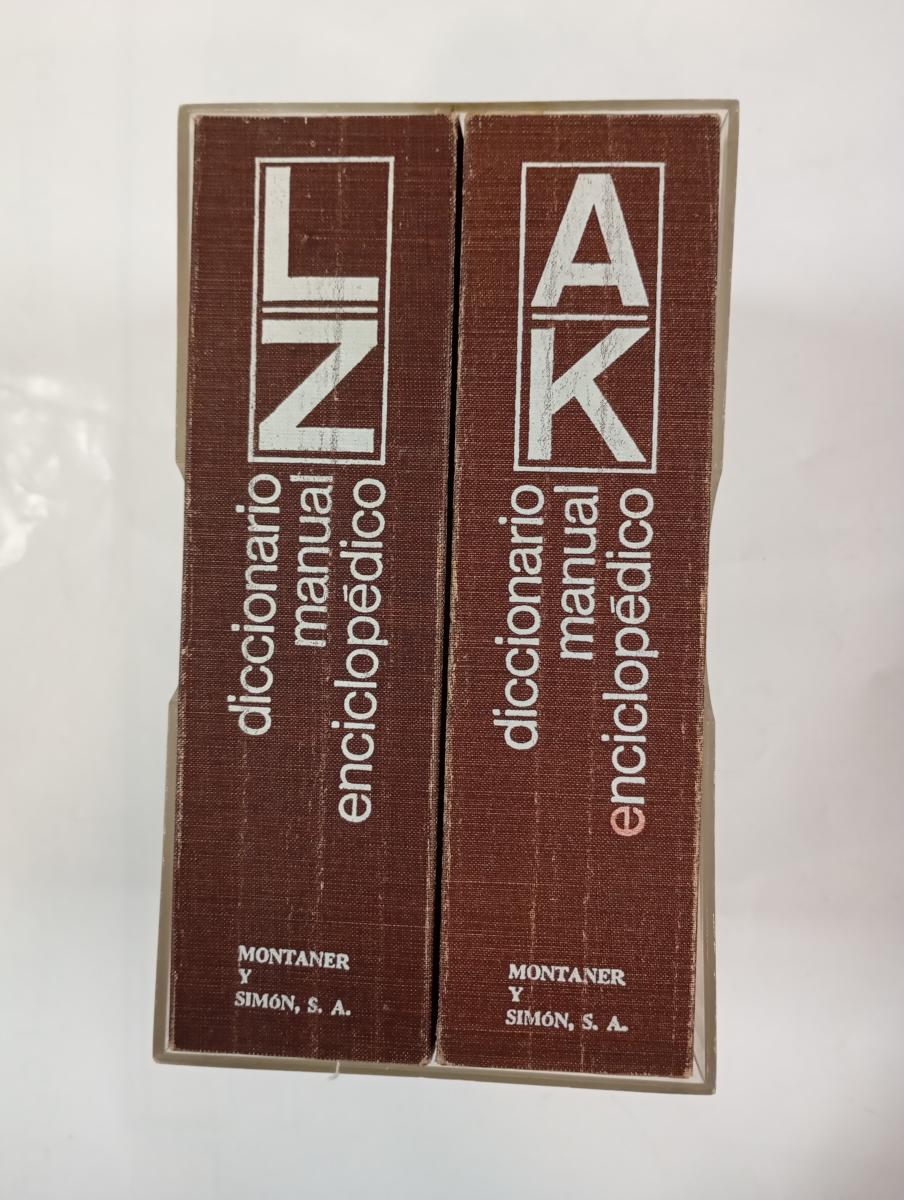 L
Z
diccionario
manual
enciclopédico
MONTANER
Y
SIMÓN, S. A.
A
K
diccionario
manual
enciclopédico
MONTANER
Y
SIMÓN, S. A.